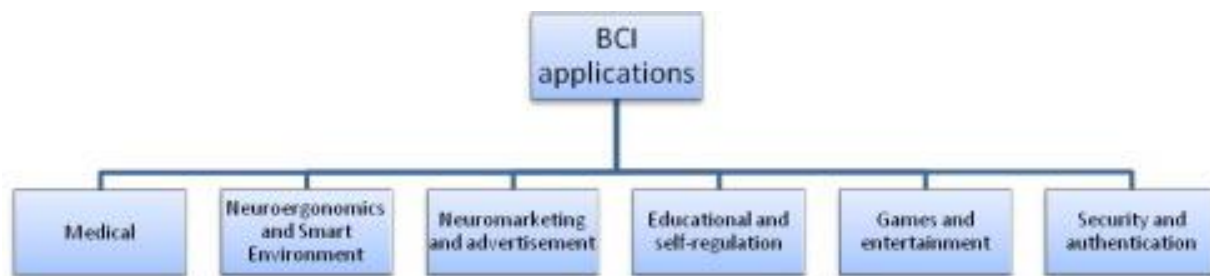 BCI
applications
Medical
Neuroergonomics
and Smart
Environment
Neuromarketing
and advertisement
Educational and
self-regulation
Games and
entertainment
Security and
authentication